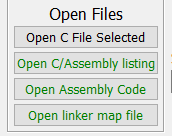 Open Files
Open C File Selected
Open C/Assembly listing
Open Assembly Code
Open linker map file